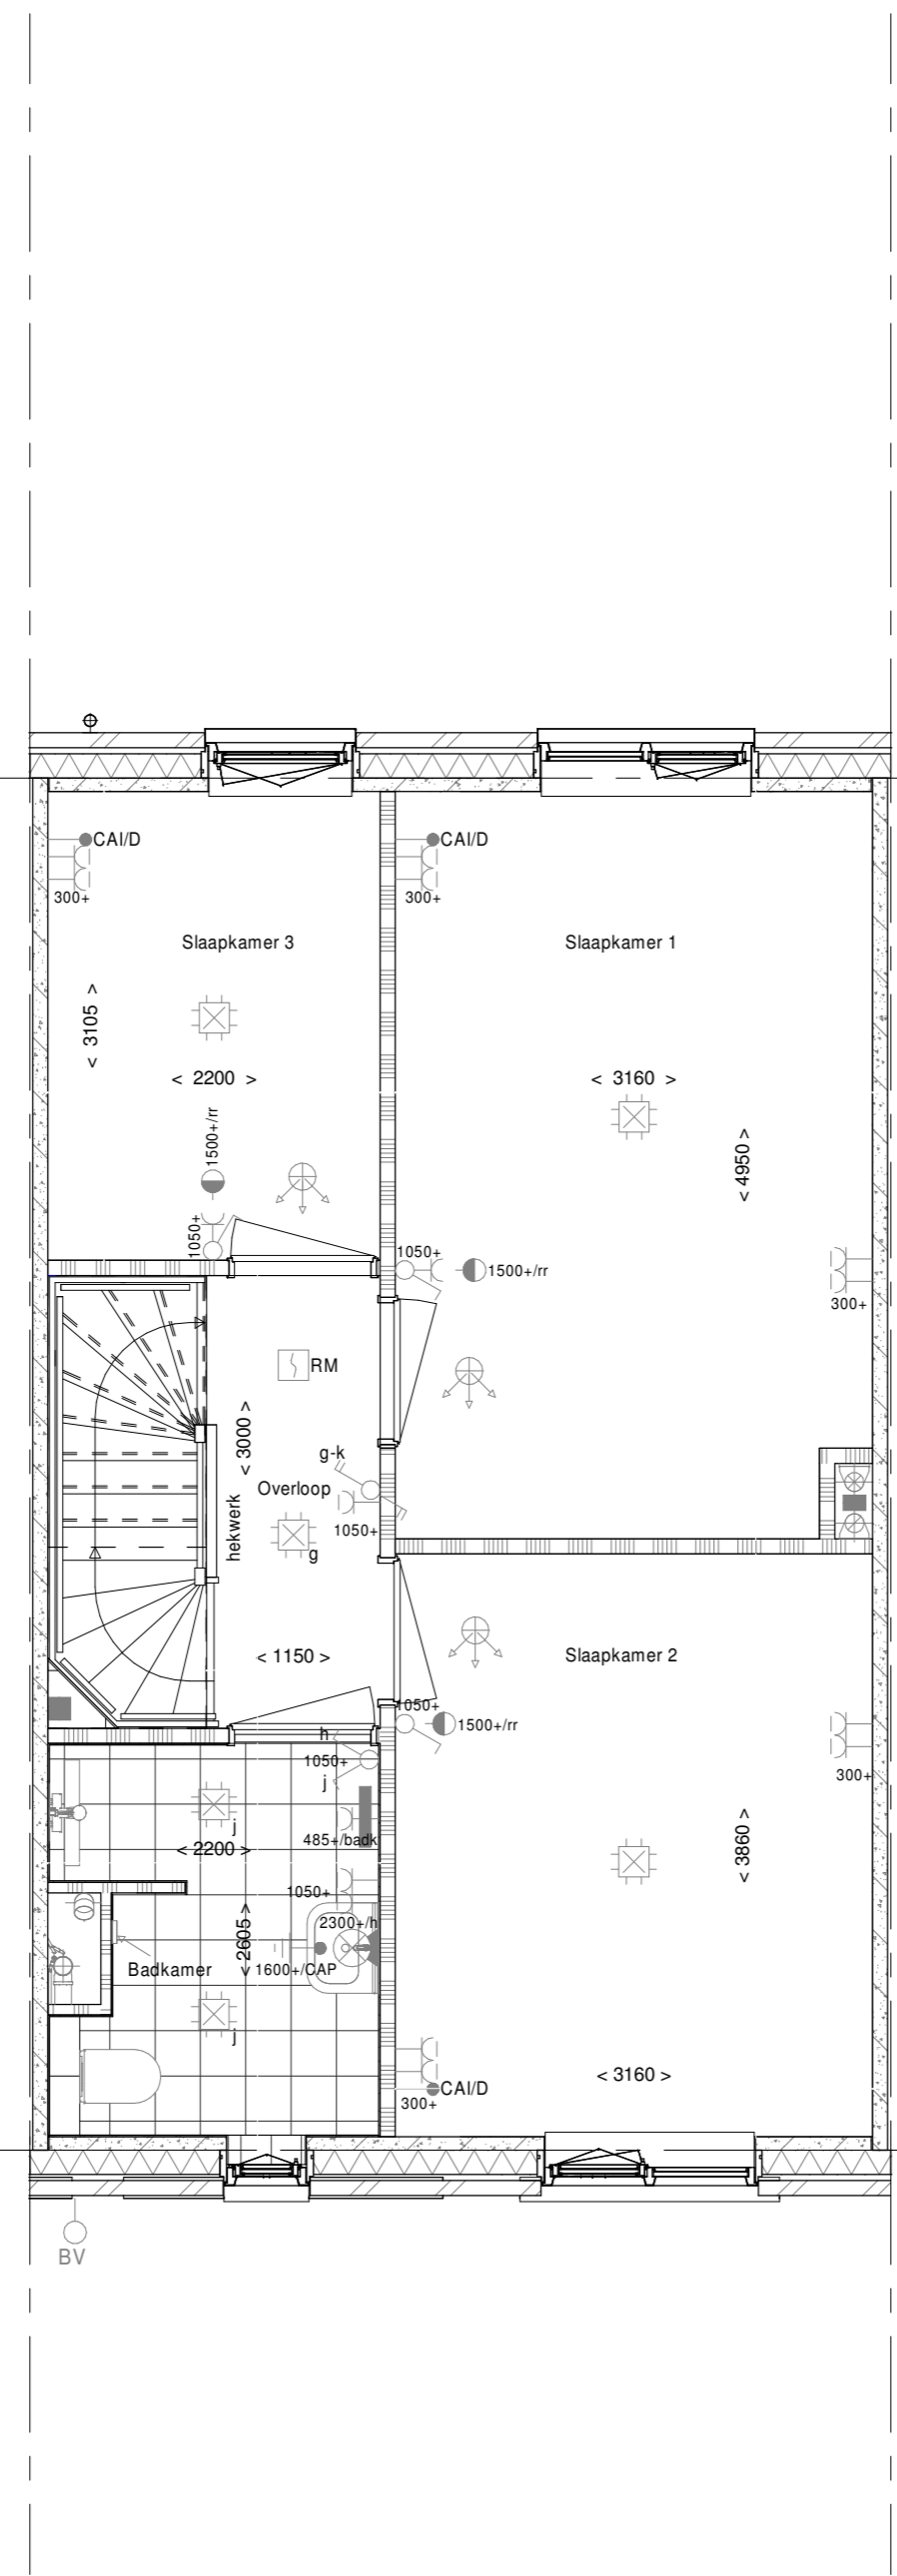 CAI/D
300+
CAI/D
300+
Slaapkamer 3
Slaapkamer 1
< 3105 >
< 2200 >
< 3160 >
1500+/rr
< 4950 >
1050+
1050+
1500+/rr
300+
RM
< 3000 >
g-k
Overloop
hekwerk
1050+
g
< 1150 >
Slaapkamer 2
1050+
1500+/rr
h
1050+
j
300+
j
485+/badk
< 2200 >
< 3860 >
1050+
2300+/h
< 2605 >
Badkamer
1600+/CAP
j
< 3160 >
CAI/D
300+
BV